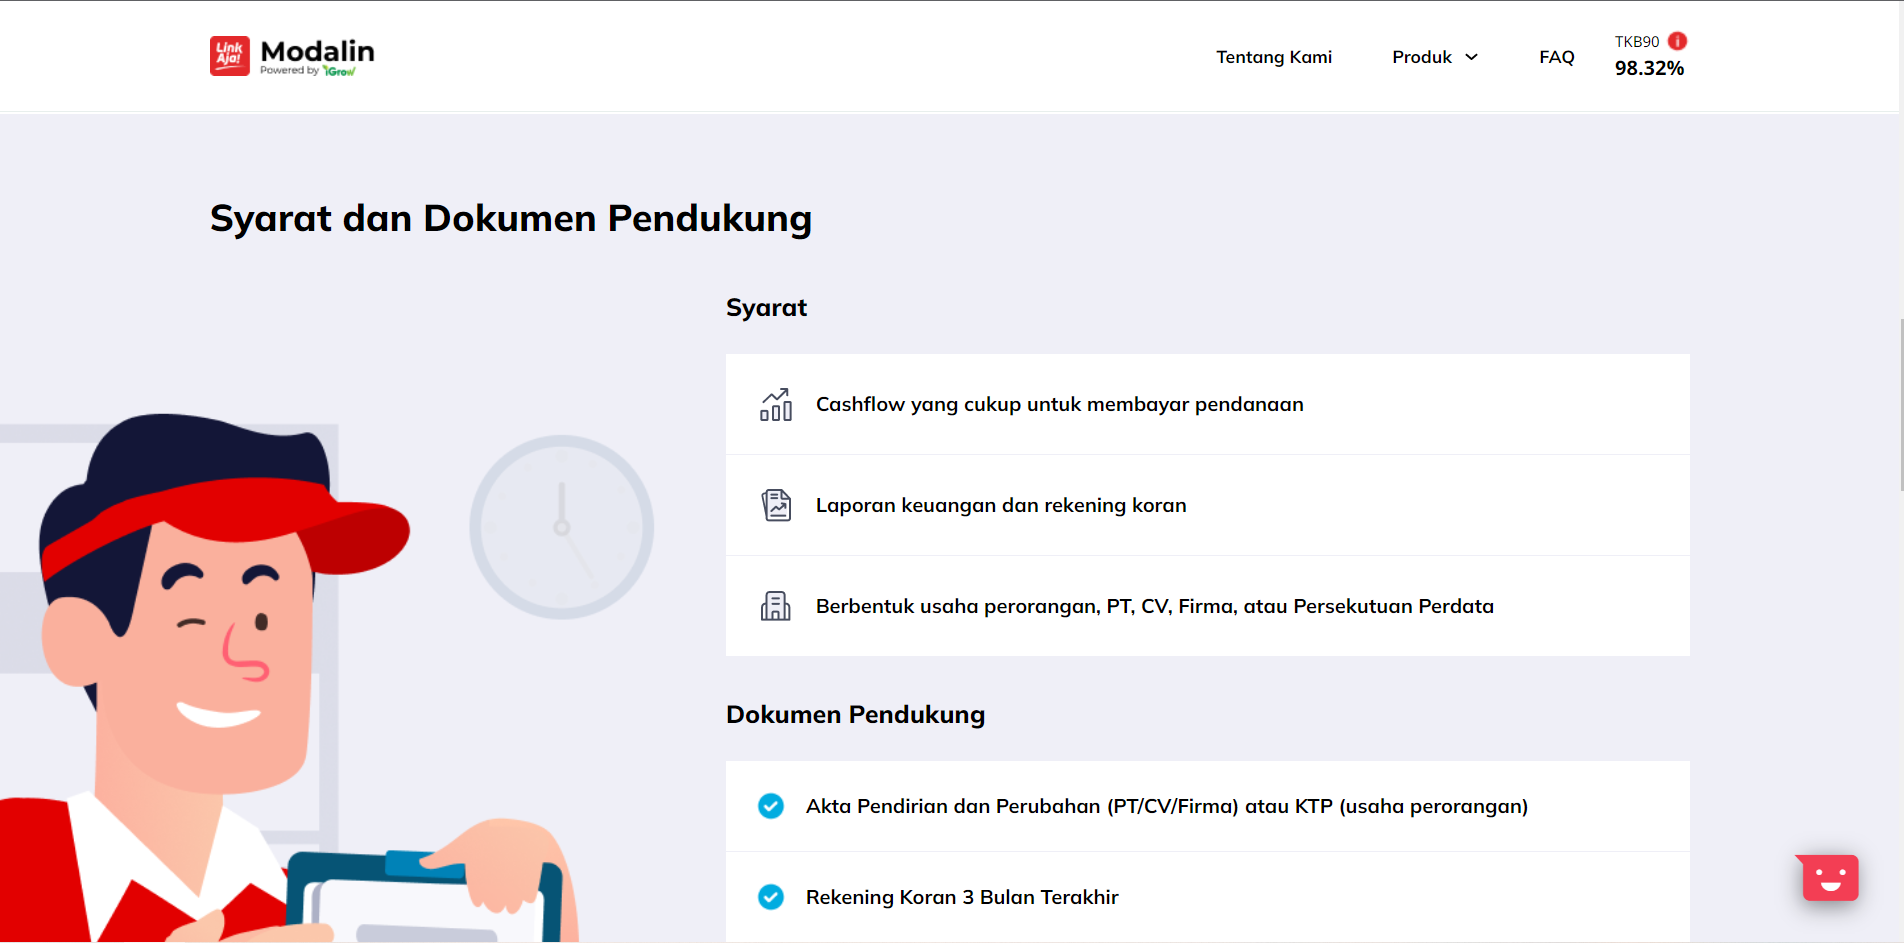 Link
Aja!
Modalin
Powered by iGrow
Tentang Kami
Produk
FAQ
TKB90
98.32%
Syarat dan Dokumen Pendukung
Syarat
Cashflow yang cukup untuk membayar pendanaan
Laporan keuangan dan rekening koran
Berbentuk usaha perorangan, PT, CV, Firma, atau Persekutuan Perdata
Dokumen Pendukung
Akta Pendirian dan Perubahan (PT/CV/Firma) atau KTP (usaha perorangan)
Rekening Koran 3 Bulan Terakhir